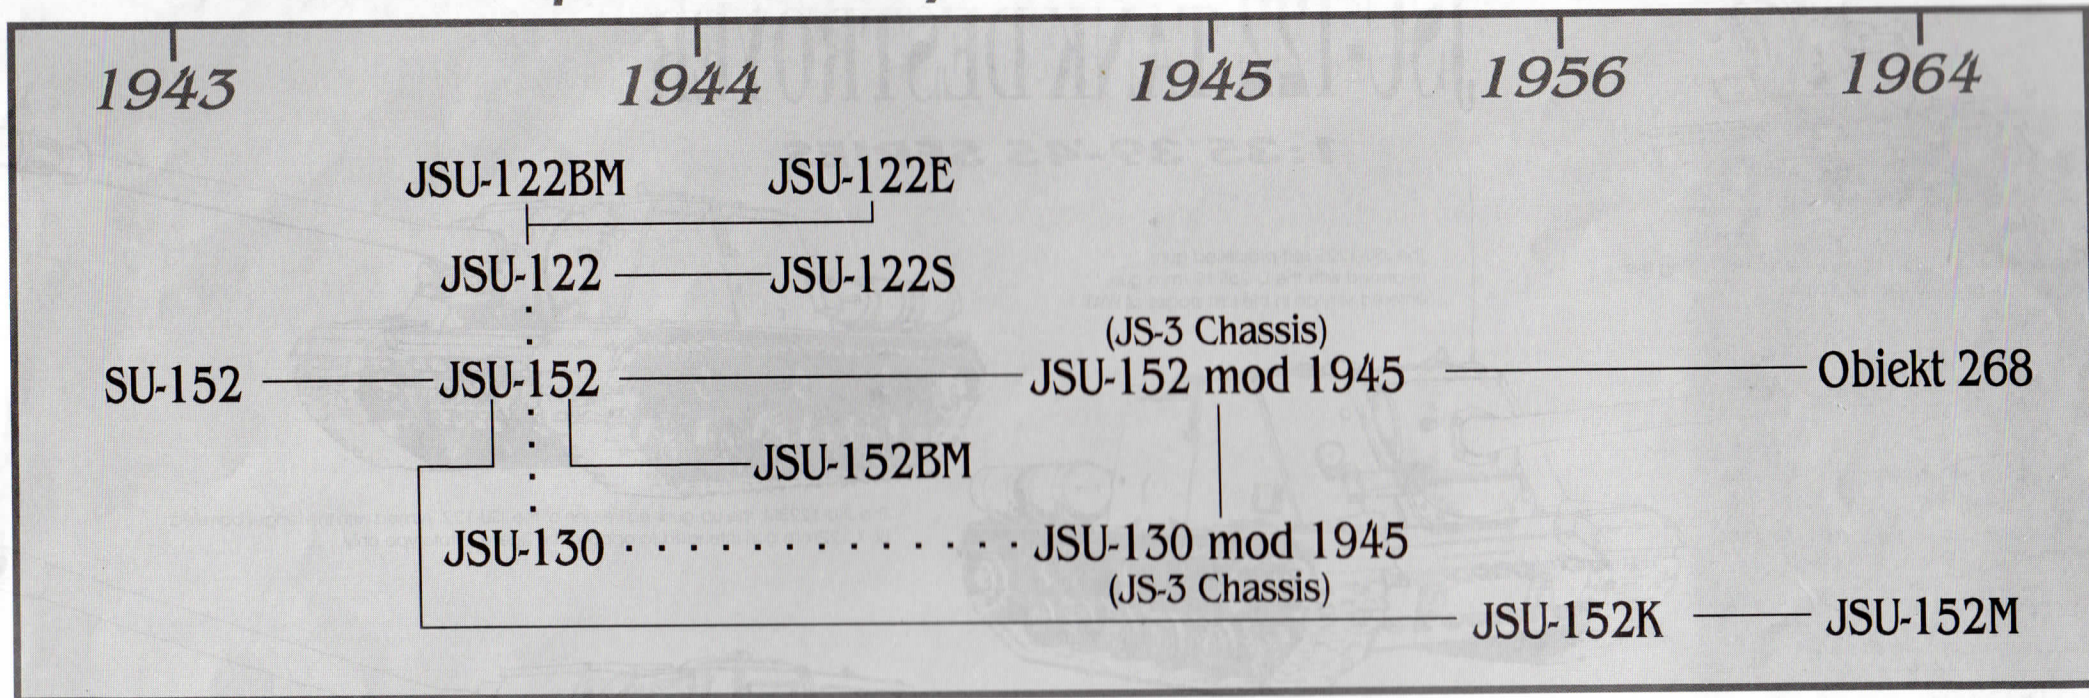 1943 1944 1945 1956 1964
JSU-122BM JSU-122E
JSU-122 JSU-122S
(JS-3 Chassis)
SU-152 JSU-152 JSU-152 mod 1945 Obiekt 268
JSU-152BM
JSU-130 JSU-130 mod 1945
(JS-3 Chassis)
JSU-152K JSU-152M